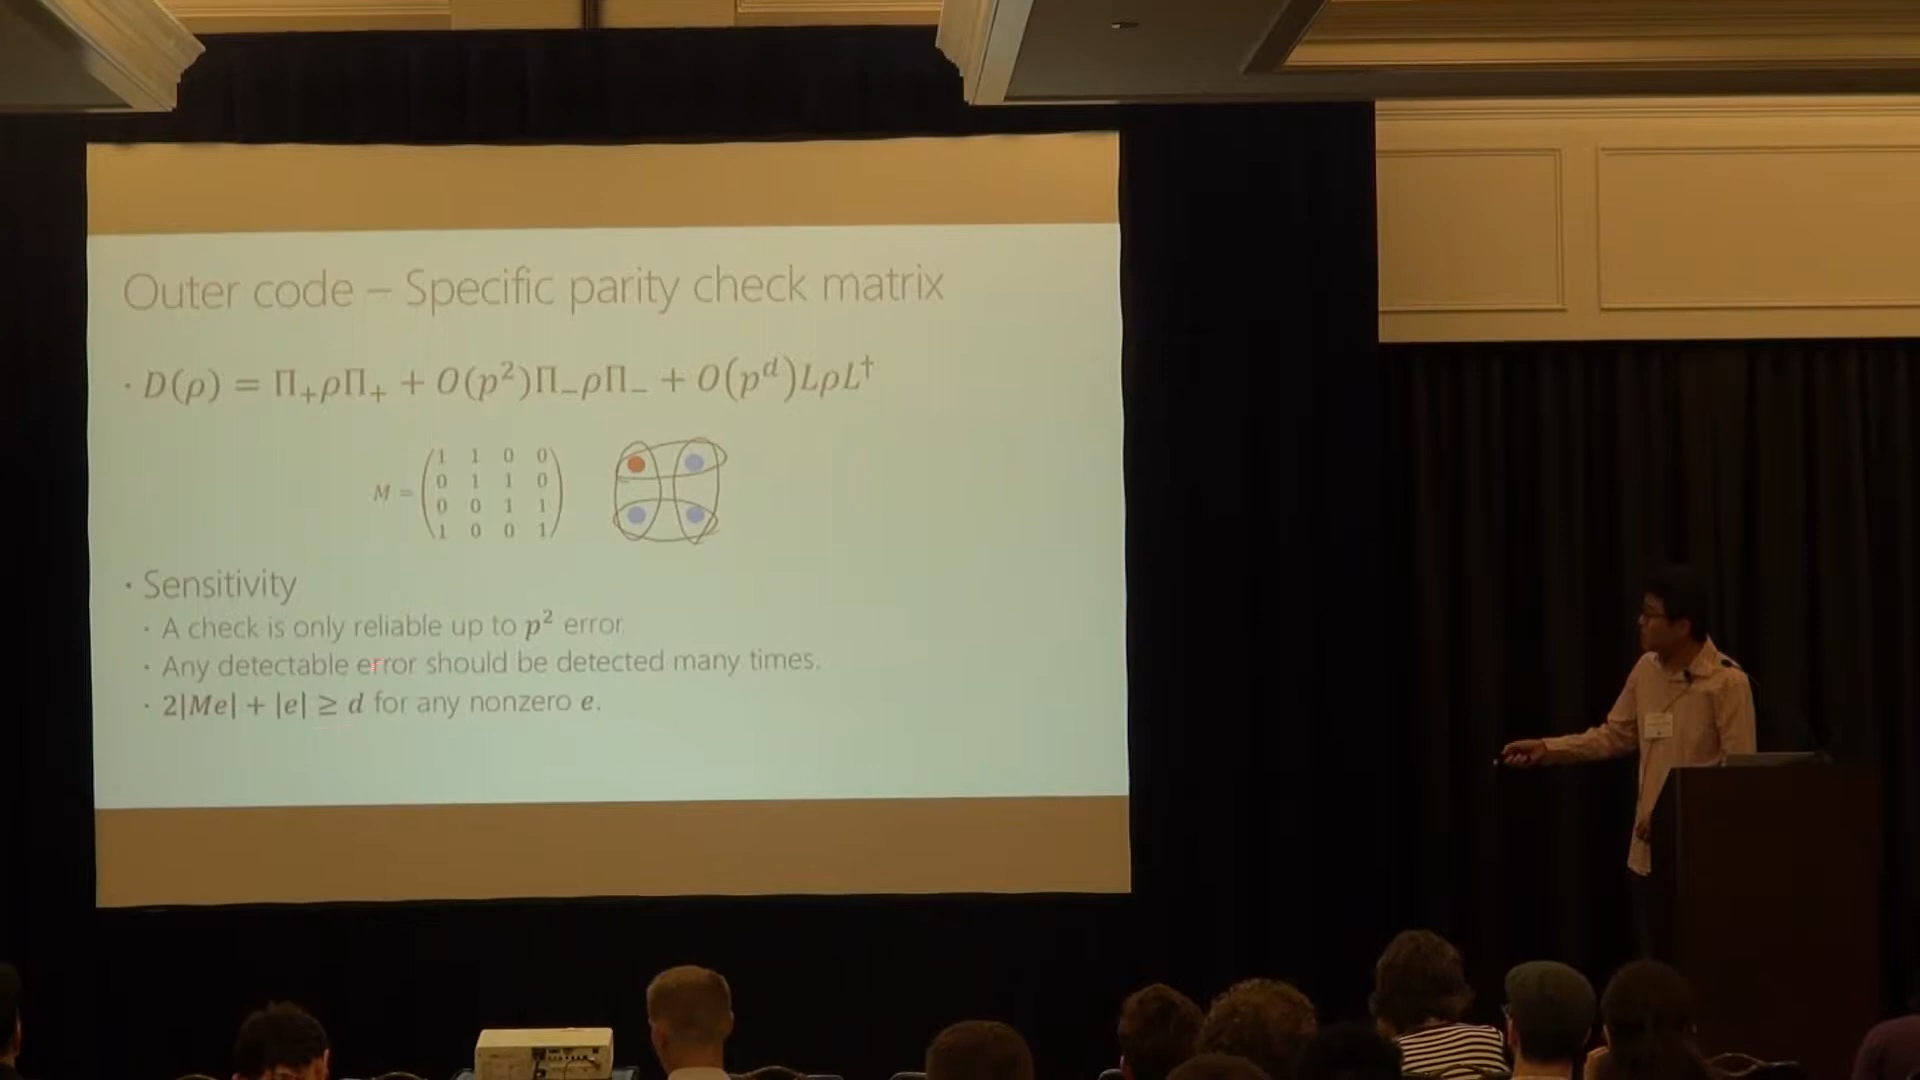 Outer code – Specific parity check matrix
· D(ρ) = Π₊ρΠ₊ + O(p²)Π₋ρΠ₋ + O(pᵈ)LρL†
M = (1 1 0 0
0 1 1 0
0 0 1 1
1 0 0 1)
· Sensitivity
· A check is only reliable up to p² error.
· Any detectable error should be detected many times.
· 2|Me| + |e| ≥ d for any nonzero e.